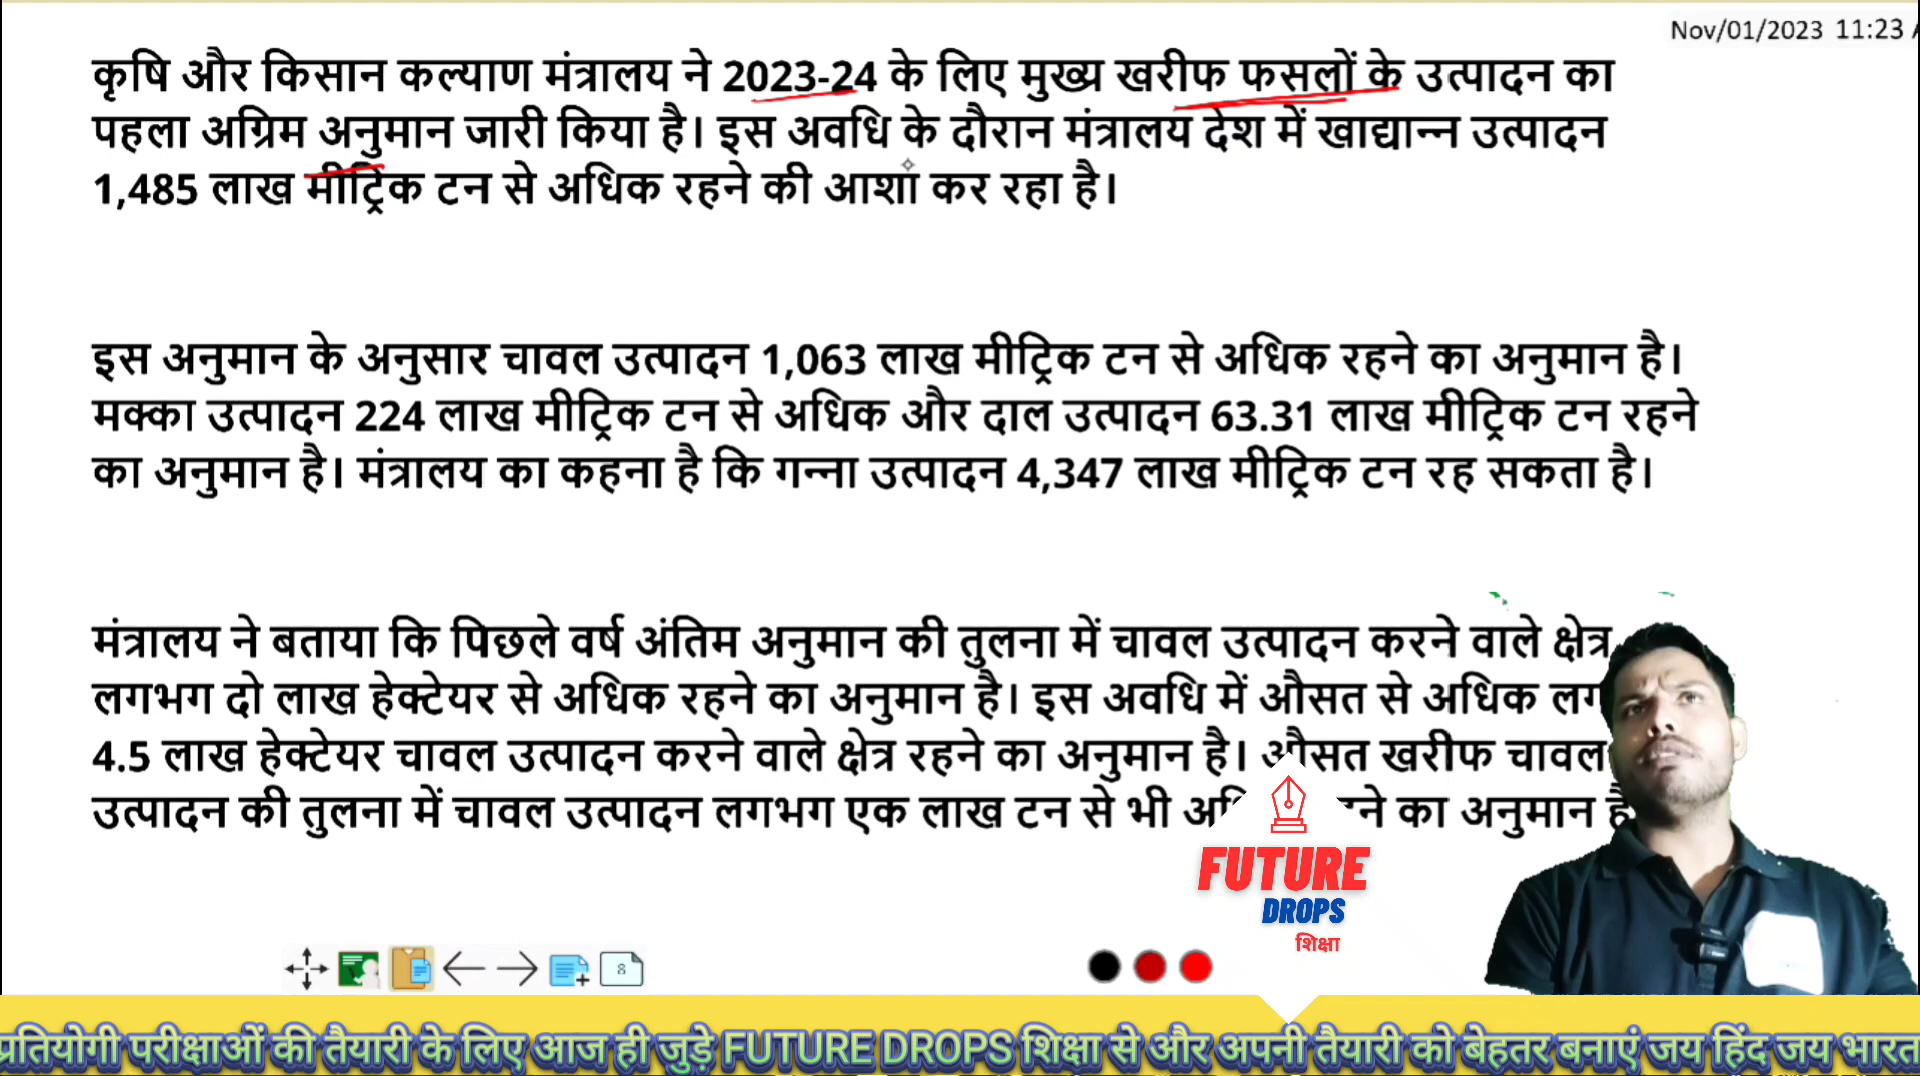 Nov/01/2023 11:23
कृषि और किसान कल्याण मंत्रालय ने 2023-24 के लिए मुख्य खरीफ फसलों के उत्पादन का
पहला अग्रिम अनुमान जारी किया है। इस अवधि के दौरान मंत्रालय देश में खाद्यान्न उत्पादन
1,485 लाख मीट्रिक टन से अधिक रहने की आशा कर रहा है।
इस अनुमान के अनुसार चावल उत्पादन 1,063 लाख मीट्रिक टन से अधिक रहने का अनुमान है।
मक्का उत्पादन 224 लाख मीट्रिक टन से अधिक और दाल उत्पादन 63.31 लाख मीट्रिक टन रहने
का अनुमान है। मंत्रालय का कहना है कि गन्ना उत्पादन 4,347 लाख मीट्रिक टन रह सकता है।
मंत्रालय ने बताया कि पिछले वर्ष अंतिम अनुमान की तुलना में चावल उत्पादन करने वाले क्षेत्र
लगभग दो लाख हेक्टेयर से अधिक रहने का अनुमान है। इस अवधि में औसत से अधिक
4.5 लाख हेक्टेयर चावल उत्पादन करने वाले क्षेत्र रहने का अनुमान है। औसत खरीफ चावल
उत्पादन की तुलना में चावल उत्पादन लगभग एक लाख टन से भी का अनुमान है
FUTURE
DROPS
शिक्षा
8
प्रतियोगी परीक्षाओं की तैयारी के लिए आज ही जुड़े FUTURE DROPS शिक्षा से और अपनी तैयारी को बेहतर बनाएं जय हिंद जय भारत